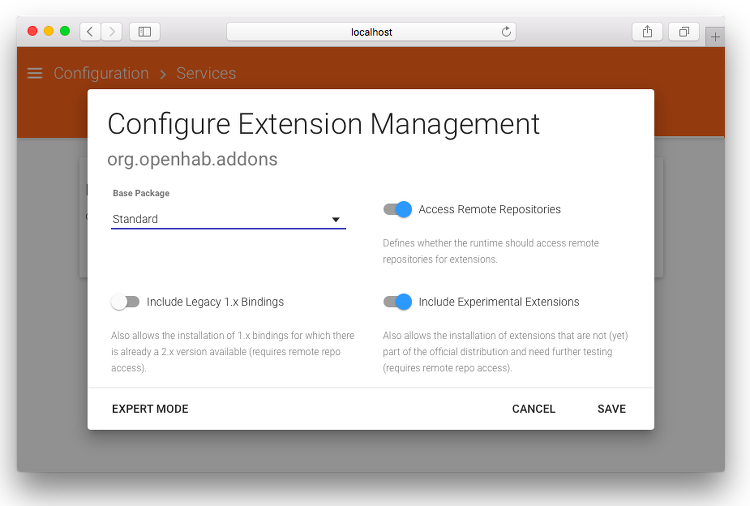 localhost
Configuration > Services
Configure Extension Management
org.openhab.addons
Base Package
Standard
Access Remote Repositories
Defines whether the runtime should access remote
repositories for extensions.
Include Legacy 1.x Bindings
Also allows the installation of 1.x bindings for which there
is already a 2.x version available (requires remote repo
access).
Include Experimental Extensions
Also allows the installation of extensions that are not (yet)
part of the official distribution and need further testing
(requires remote repo access).
EXPERT MODE
CANCEL
SAVE